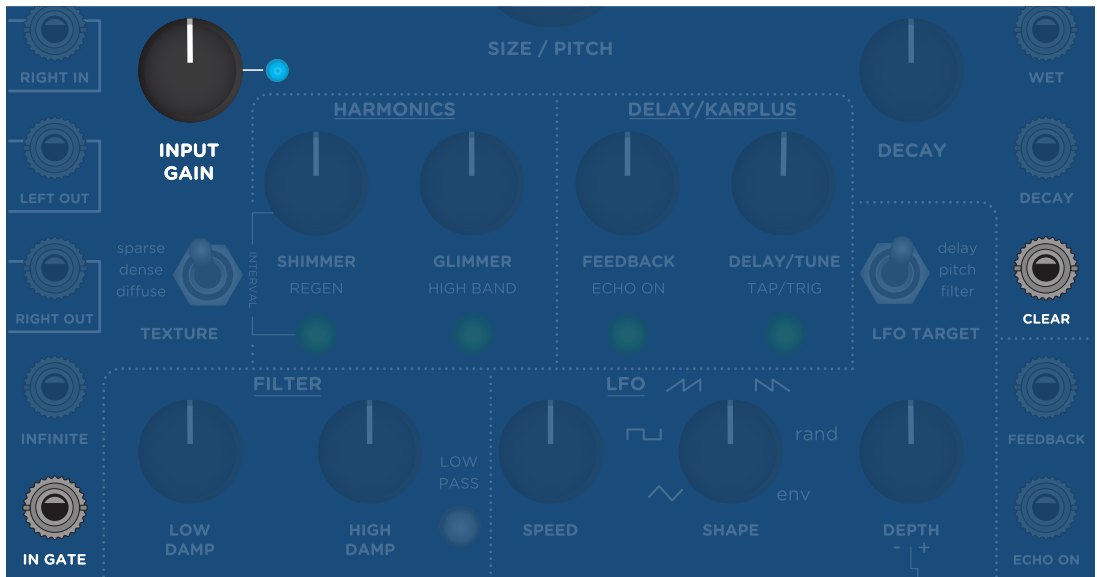 SIZE / PITCH
RIGHT IN
WET
HARMONICS
DELAY/KARPLUS
INPUT
GAIN
DECAY
LEFT OUT
DECAY
sparse
dense
diffuse
INTERVAL
SHIMMER
GLIMMER
FEEDBACK
DELAY/TUNE
delay
pitch
filter
REGEN
HIGH BAND
ECHO ON
TAP/TRIG
RIGHT OUT
TEXTURE
LFO TARGET
CLEAR
FILTER
LFO
INFINITE
rand
FEEDBACK
LOW
PASS
env
LOW
DAMP
HIGH
DAMP
SPEED
SHAPE
DEPTH
- +
IN GATE
ECHO ON